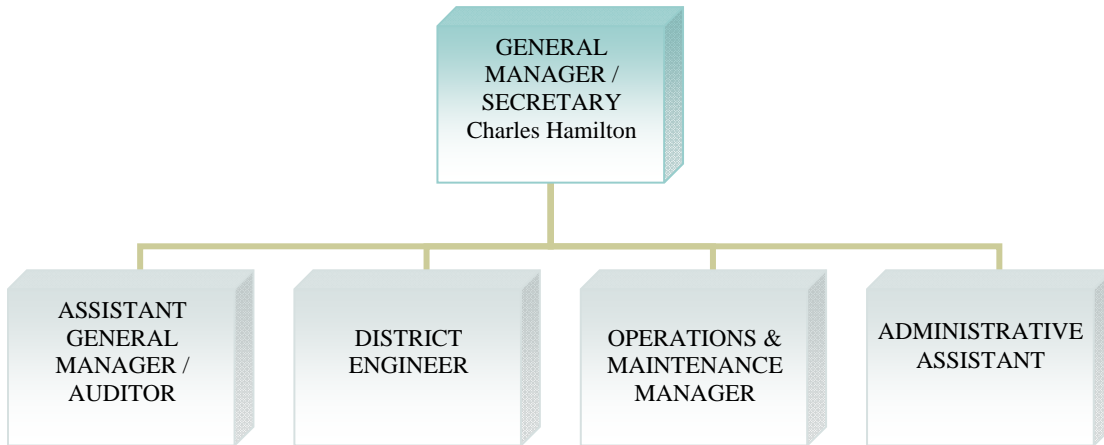 GENERAL
MANAGER /
SECRETARY
Charles Hamilton
ASSISTANT
GENERAL
MANAGER /
AUDITOR
DISTRICT
ENGINEER
OPERATIONS &
MAINTENANCE
MANAGER
ADMINISTRATIVE
ASSISTANT